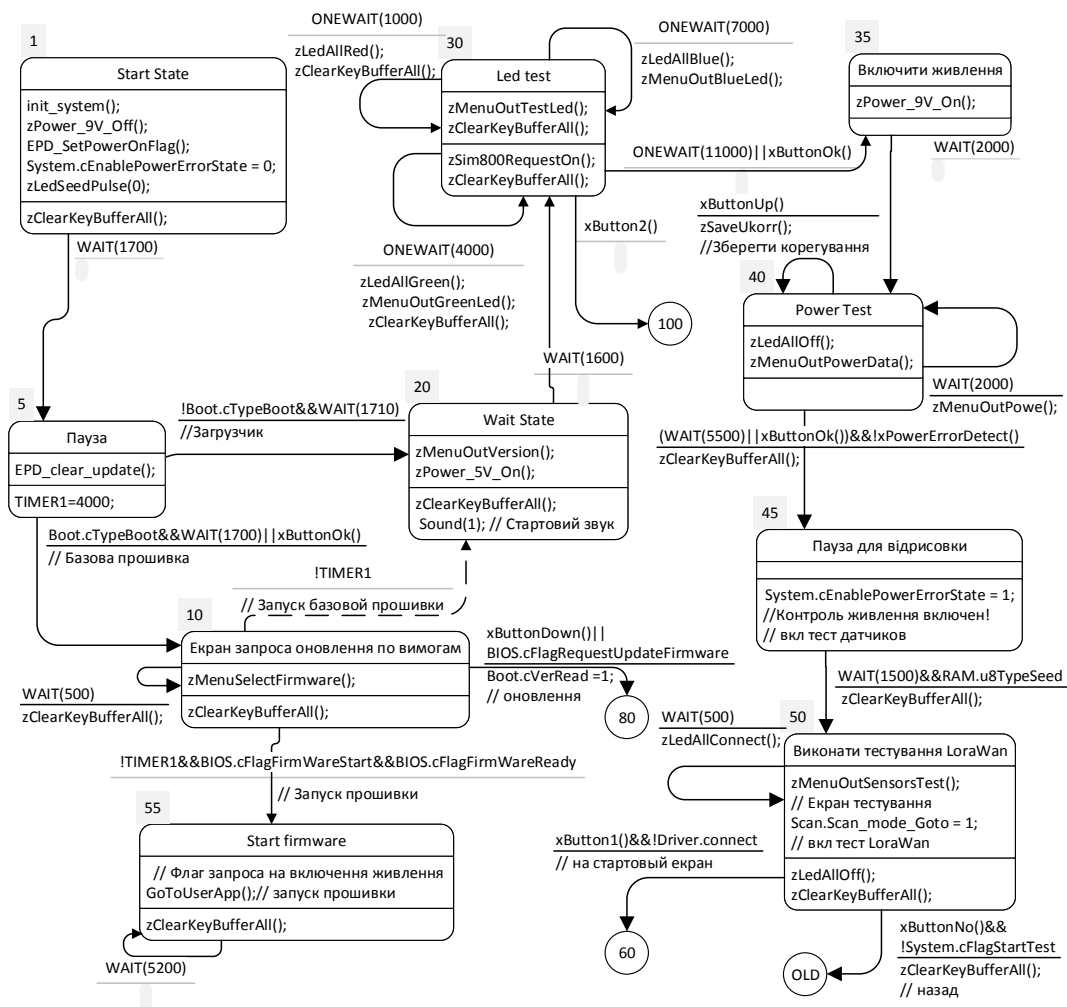 1
Start State
init_system();
zPower_9V_Off();
EPD_SetPowerOnFlag();
System.cEnablePowerErrorState = 0;
zLedSeedPulse(0);
zClearKeyBufferAll();
WAIT(1700)
ONEWAIT(1000)
zLedAllRed();
zClearKeyBufferAll();
30
Led test
zMenuOutTestLed();
zClearKeyBufferAll();
zSim800RequestOn();
zClearKeyBufferAll();
ONEWAIT(7000)
zLedAllBlue();
zMenuOutBlueLed();
ONEWAIT(11000)||xButtonOk()
ONEWAIT(4000)
zLedAllGreen();
zMenuOutGreenLed();
zClearKeyBufferAll();
xButton2()
100
35
Включити живлення
zPower_9V_On();
WAIT(2000)
xButtonUp()
zSaveUkorr();
//Зберегти корегування
40
Power Test
zLedAllOff();
zMenuOutPowerData();
WAIT(2000)
zMenuOutPowe();
(WAIT(5500)||xButtonOk())&&!xPowerErrorDetect()
zClearKeyBufferAll();
5
Пауза
EPD_clear_update();
TIMER1=4000;
!Boot.cTypeBoot&&WAIT(1710)
//Загрузчик
WAIT(1600)
20
Wait State
zMenuOutVersion();
zPower_5V_On();
zClearKeyBufferAll();
Sound(1); // Стартовий звук
Boot.cTypeBoot&&WAIT(1700)||xButtonOk()
// Базова прошивка
!TIMER1
// Запуск базовой прошивки
10
Екран запроса оновлення по вимогам
zMenuSelectFirmware();
zClearKeyBufferAll();
WAIT(500)
zClearKeyBufferAll();
xButtonDown()||
BIOS.cFlagRequestUpdateFirmware
Boot.cVerRead =1;
// оновлення
80
!TIMER1&&BIOS.cFlagFirmWareStart&&BIOS.cFlagFirmWareReady
// Запуск прошивки
55
Start firmware
// Флаг запроса на включення живлення
GoToUserApp();// запуск прошивки
zClearKeyBufferAll();
WAIT(5200)
45
Пауза для відрисовки
System.cEnablePowerErrorState = 1;
//Контроль живлення включен!
// вкл тест датчиков
WAIT(1500)&&RAM.u8TypeSeed
zClearKeyBufferAll();
WAIT(500)
zLedAllConnect();
50
Виконати тестування LoraWan
zMenuOutSensorsTest();
// Екран тестування
Scan.Scan_mode_Goto = 1;
// вкл тест LoraWan
zLedAllOff();
zClearKeyBufferAll();
xButton1()&&!Driver.connect
// на стартовый екран
60
xButtonNo()&&
!System.cFlagStartTest
zClearKeyBufferAll();
// назад
OLD